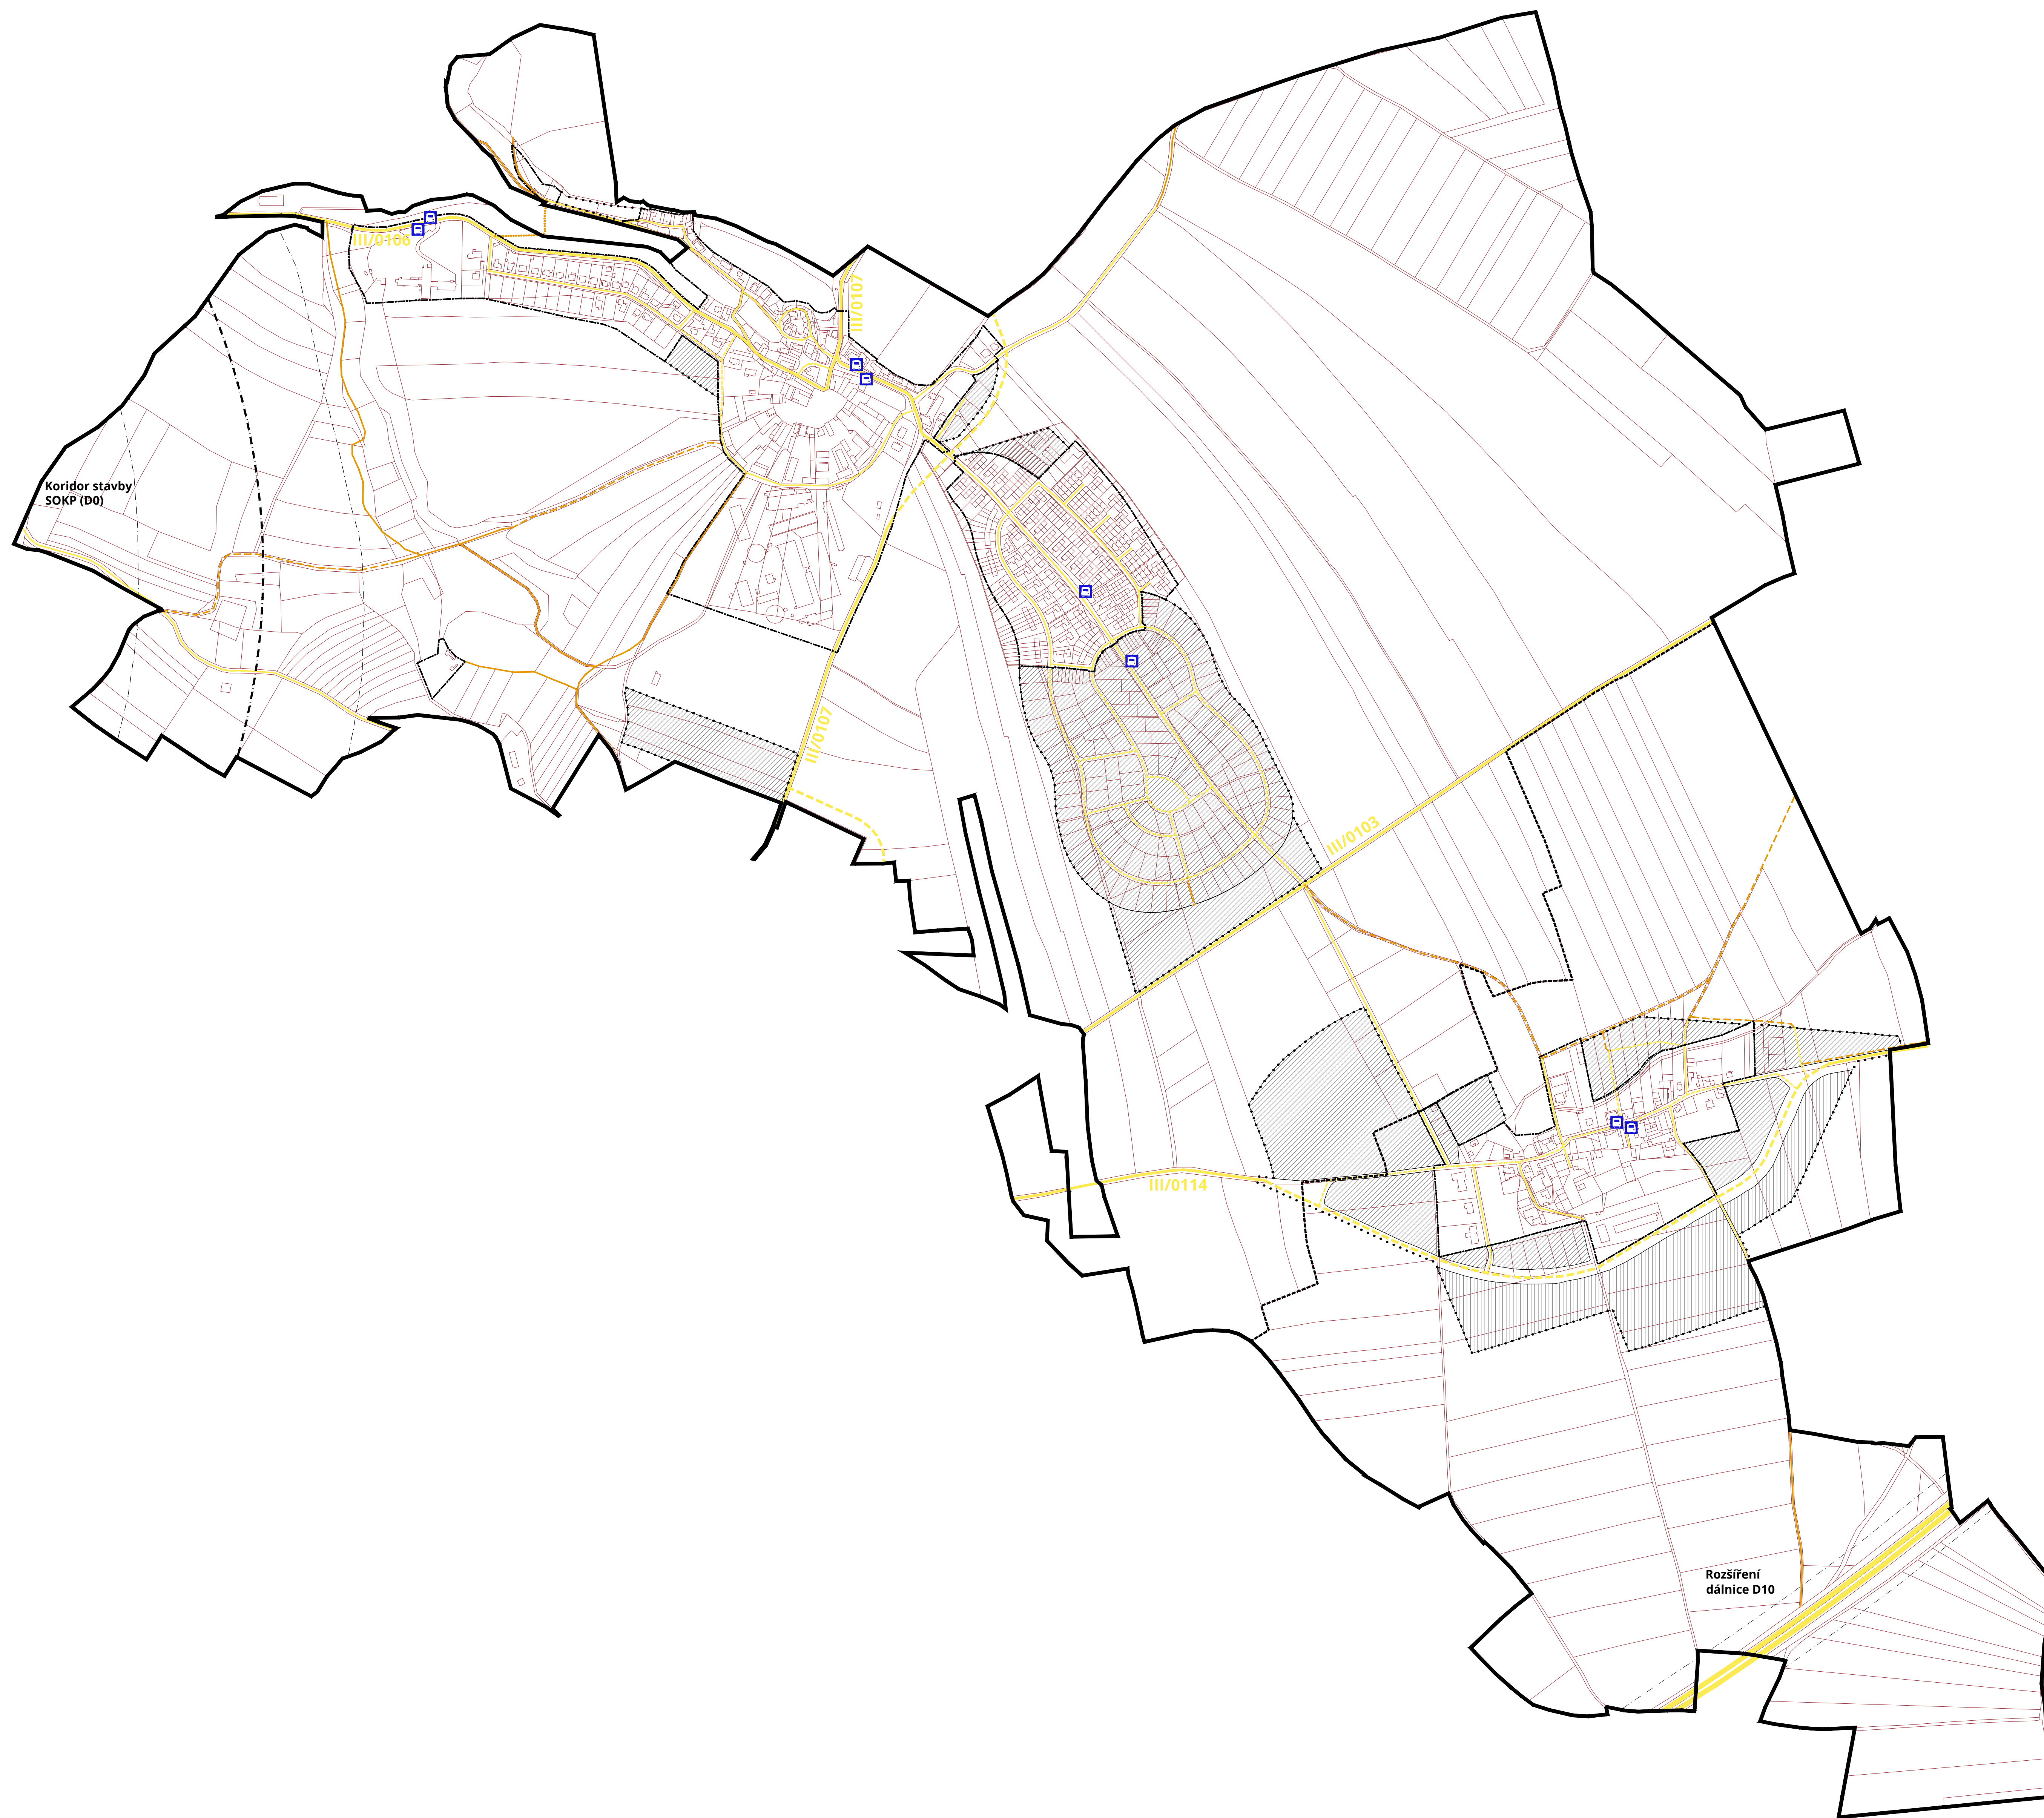 III/0106
III/0107
Koridor stavby
SOKP (D0)
III/0107
III/0103
III/0114
Rozšíření
dálnice D10